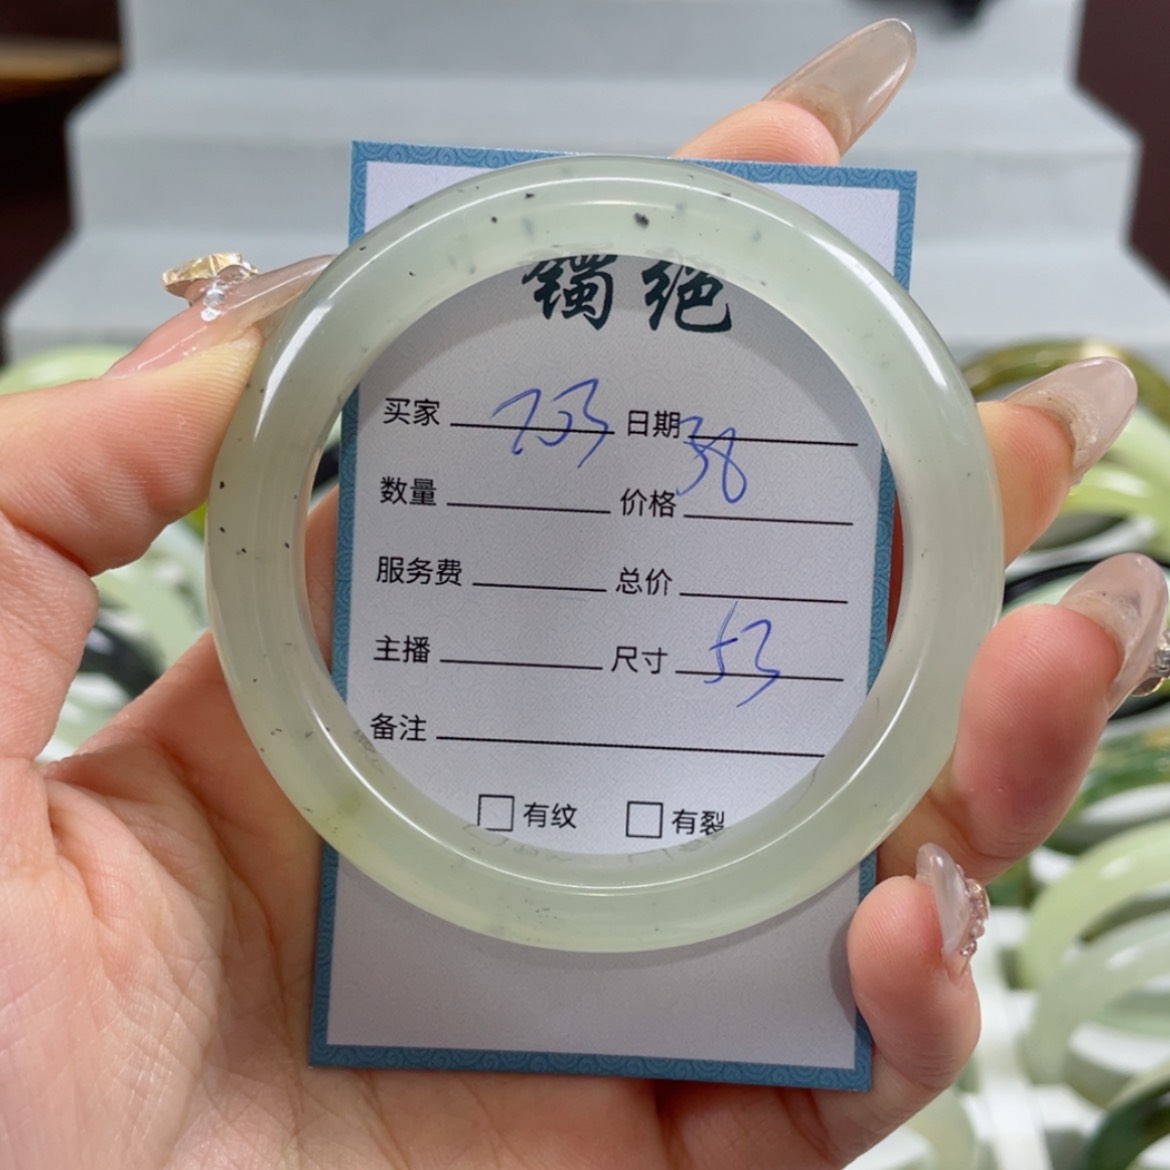 镯绝
买家 703 日期 38
数量 价格
服务费 总价
主播 尺寸 53
备注
有纹 有裂